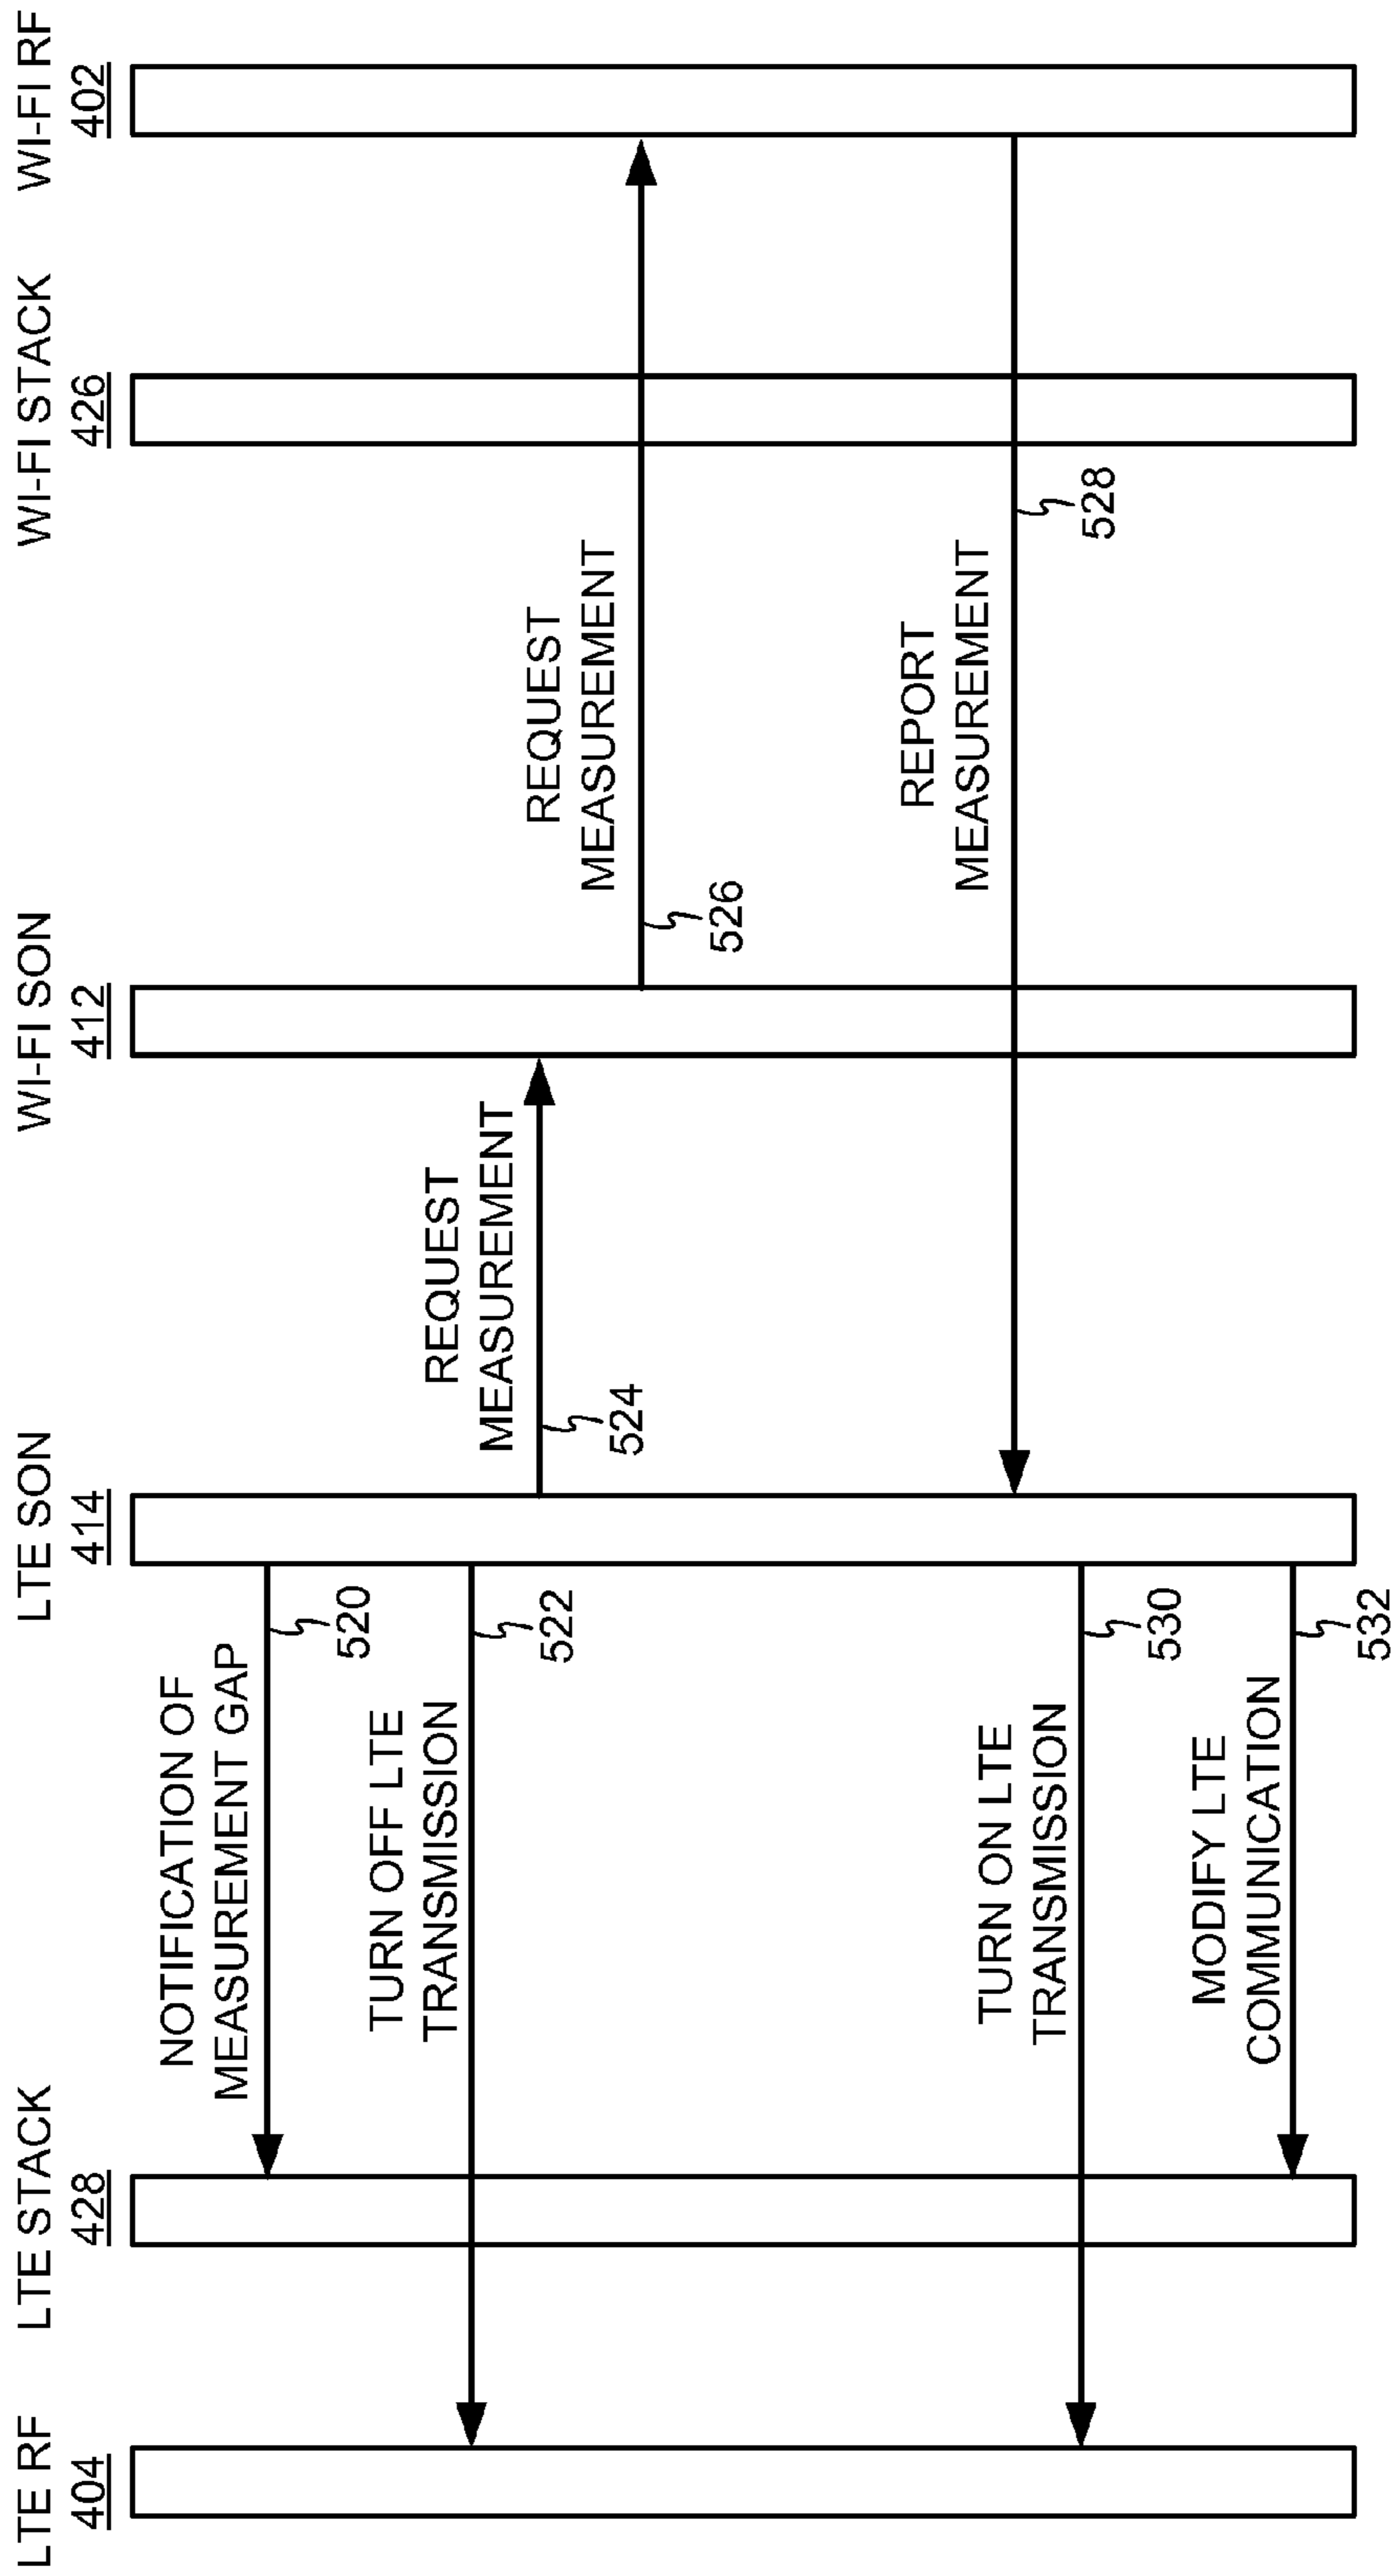 LTE RF
404
LTE STACK
428
LTE SON
414
WI-FI SON
412
WI-FI STACK
426
WI-FI RF
402
NOTIFICATION OF
MEASUREMENT GAP
520
TURN OFF LTE
TRANSMISSION
522
REQUEST
MEASUREMENT
524
REQUEST
MEASUREMENT
526
REPORT
MEASUREMENT
528
TURN ON LTE
TRANSMISSION
530
MODIFY LTE
COMMUNICATION
532